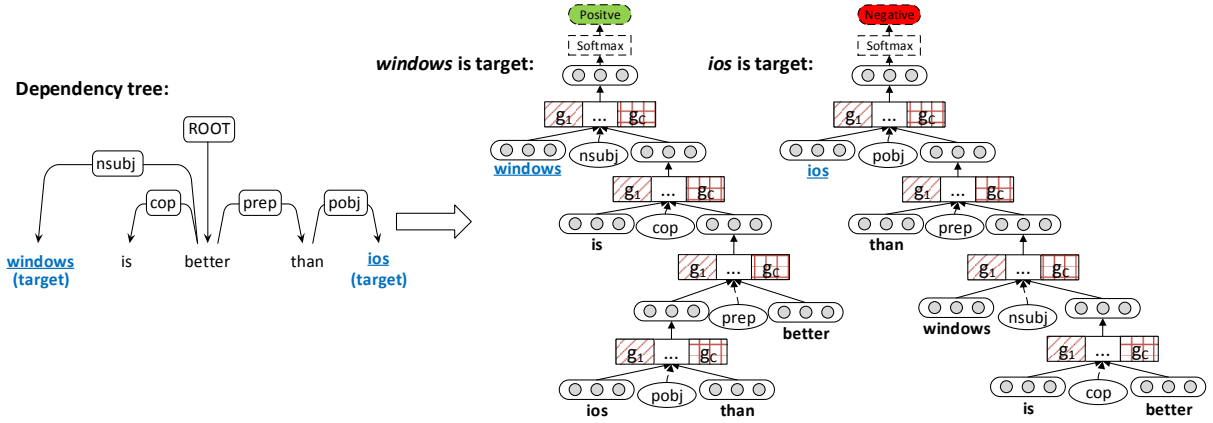 Dependency tree:
ROOT
nsubj
cop
prep
pobj
windows is better than ios
(target) (target)
windows is target:
Positve
Softmax
g1 ... gC
windows nsubj
g1 ... gC
is cop
g1 ... gC
prep better
g1 ... gC
ios pobj than
ios is target:
Negative
Softmax
g1 ... gC
ios pobj
g1 ... gC
than prep
g1 ... gC
windows nsubj
g1 ... gC
is cop better